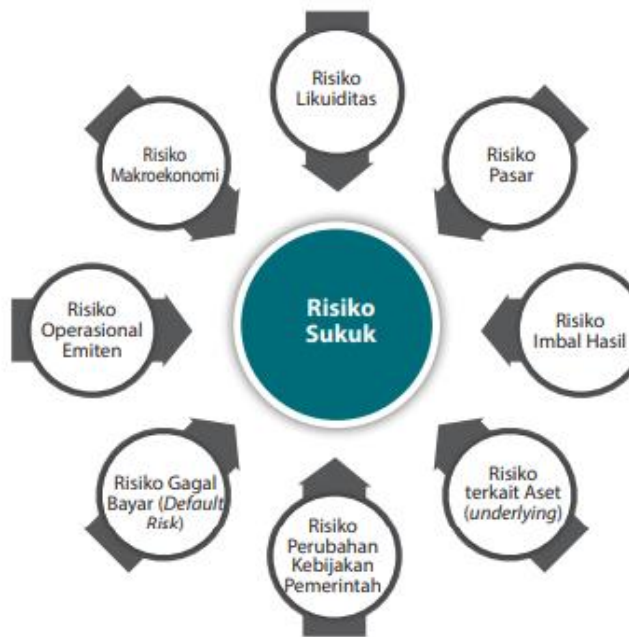 Risiko
Likuiditas
Risiko
Makroekonomi
Risiko
Pasar
Risiko
Sukuk
Risiko
Operasional
Emiten
Risiko
Imbal Hasil
Risiko Gagal
Bayar (Default
Risk)
Risiko
terkait Aset
(underlying)
Risiko
Perubahan
Kebijakan
Pemerintah